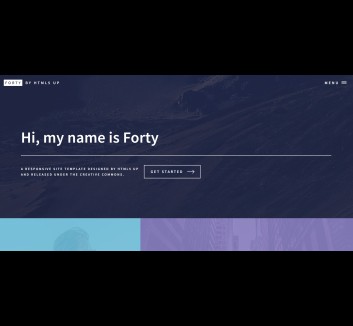 FORTY BY HTML5 UP
MENU
Hi, my name is Forty
A RESPONSIVE SITE TEMPLATE DESIGNED BY HTML5 UP
AND RELEASED UNDER THE CREATIVE COMMONS.
GET STARTED